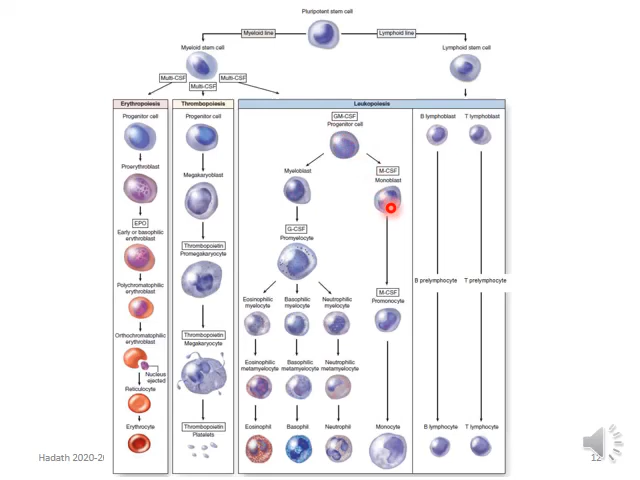 Pluripotent stem cell
Myeloid line
Lymphoid line
Myeloid stem cell
Lymphoid stem cell
Multi-CSF
Multi-CSF
Multi-CSF
Erythropoiesis
Progenitor cell
Proerythroblast
EPO
Early or basophilic
erythroblast
Polychromatophilic
erythroblast
Orthochromatophilic
erythroblast
Nucleus
ejected
Reticulocyte
Erythrocyte
Thrombopoiesis
Progenitor cell
Megakaryoblast
Thrombopoietin
Promegakaryocyte
Thrombopoietin
Megakaryocyte
Thrombopoietin
Platelets
Leukopoiesis
GM-CSF
Progenitor cell
Myeloblast
M-CSF
Monoblast
G-CSF
Promyelocyte
M-CSF
Promonocyte
Eosinophilic
myelocyte
Basophilic
myelocyte
Neutrophilic
myelocyte
Eosinophilic
metamyelocyte
Basophilic
metamyelocyte
Neutrophilic
metamyelocyte
Eosinophil
Basophil
Neutrophil
Monocyte
B lymphoblast
T lymphoblast
B prelymphocyte
T prelymphocyte
B lymphocyte
T lymphocyte
Hadath 2020-20
12